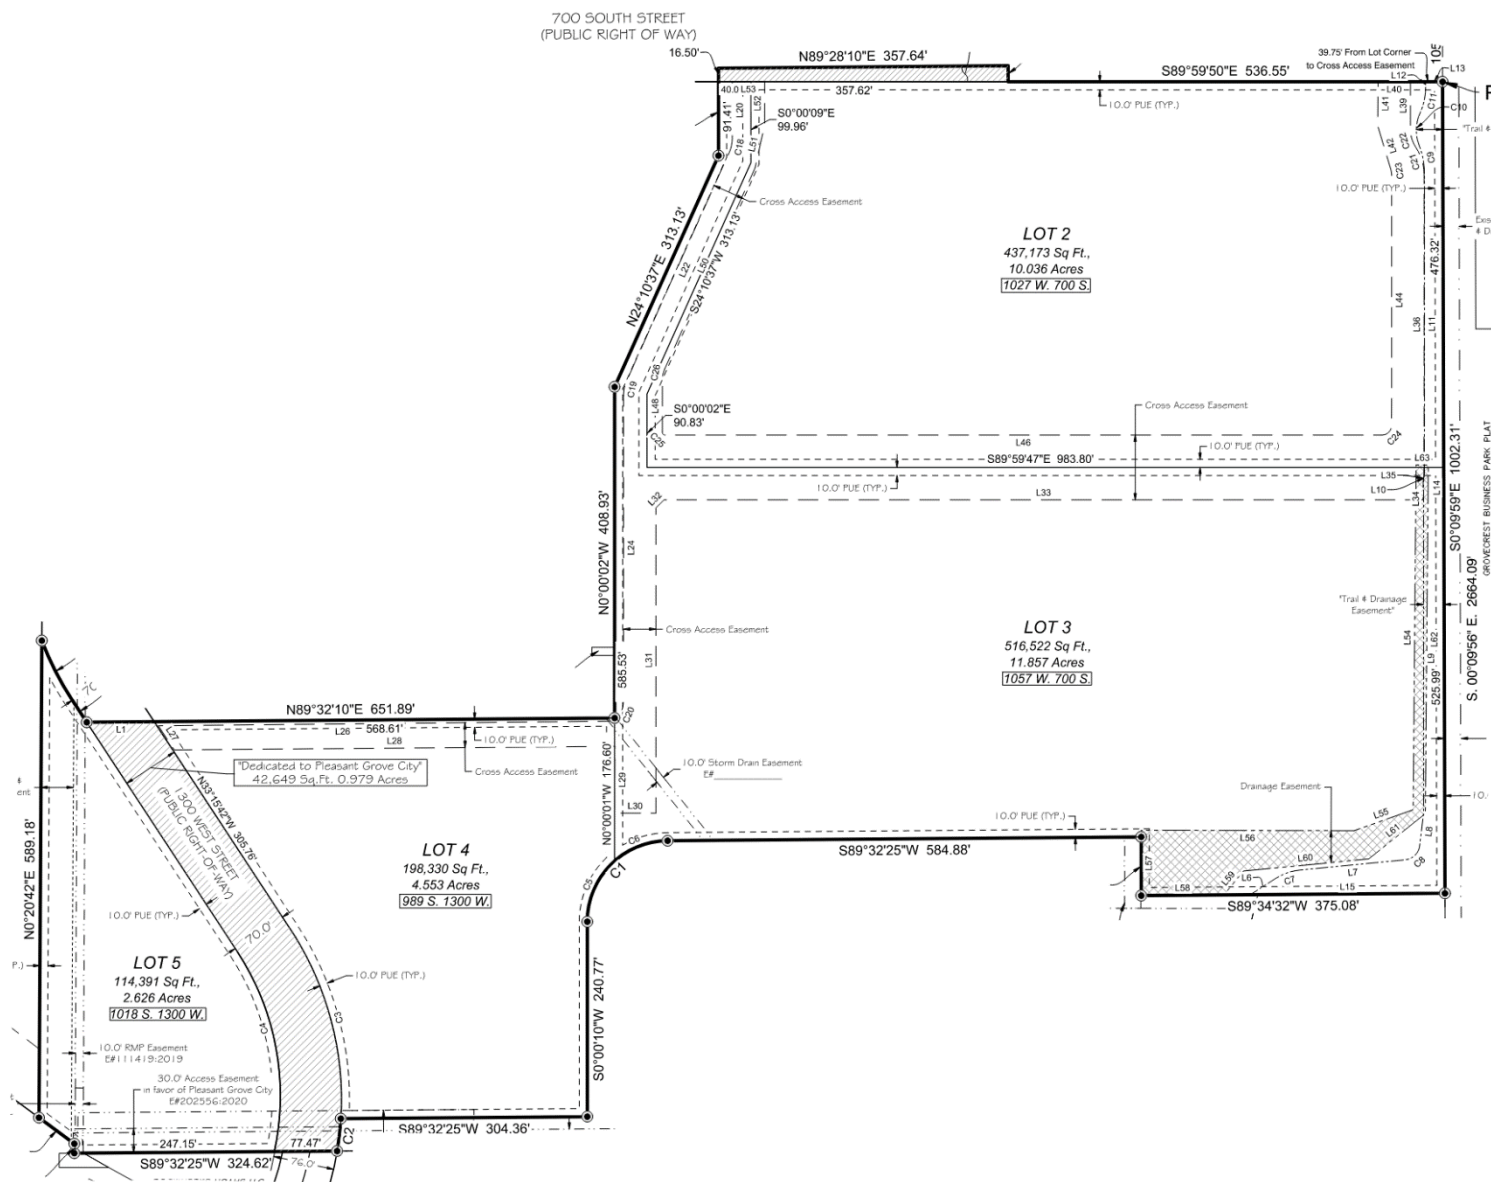 700 SOUTH STREET
(PUBLIC RIGHT OF WAY)
16.50'
N89°28'10"E 357.64'
S89°59'50"E 536.55'
39.75' From Lot Corner
to Cross Access Easement
105
L12
L13
40.0
L53
357.62'
L40
10.0' PUE (TYP.)
91.41'
L20
L52
S0°00'09"E
99.96'
L41
L39
C11
C10
"Trail &
C18
L51
L42
C22
C21
C23
C9
10.0' PUE (TYP.)
Cross Access Easement
N24°10'37"E 313.13'
L22
L50
S24°10'37"W 313.13'
LOT 2
437,173 Sq Ft.,
10.036 Acres
1027 W. 700 S.
476.32'
Exis
& D
L44
L36
L11
C19
C26
L48
S0°00'02"E
90.83'
C25
Cross Access Easement
L46
C24
10.0' PUE (TYP.)
S89°59'47"E 983.80'
L63
10.0' PUE (TYP.)
L35
L10
L34
L14
L32
L33
N0°00'02"W 408.93'
L24
S0°09'59"E 1002.31'
GROVECREST BUSINESS PARK PLAT
S. 00°09'56" E. 2664.09'
"Trail & Drainage
Easement"
Cross Access Easement
LOT 3
516,522 Sq Ft.,
11.857 Acres
1057 W. 700 S.
585.53'
L31
L54
L9
L62
525.99'
N89°32'10"E 651.89'
L1
L27
L26
568.61'
L28
10.0' PUE (TYP.)
C20
"Dedicated to Pleasant Grove City"
42,649 Sq.Ft. 0.979 Acres
Cross Access Easement
10.0' Storm Drain Easement
E#
N0°00'01"W 176.60'
L29
L30
Drainage Easement
10.0'
&
ent
N33°15'42"W 305.76'
1300 WEST STREET
(PUBLIC RIGHT-OF-WAY)
10.0' PUE (TYP.)
L55
L56
L61
L8
C6
C1
C5
S89°32'25"W 584.88'
L57
L60
L7
C8
L59
L6
C7
L58
L15
S89°34'32"W 375.08'
LOT 4
198,330 Sq Ft.,
4.553 Acres
989 S. 1300 W.
N0°20'42"E 589.18'
10.0' PUE (TYP.)
70.0'
LOT 5
114,391 Sq Ft.,
2.626 Acres
1018 S. 1300 W.
P.)
10.0' PUE (TYP.)
C4
C3
S0°00'10"W 240.77'
10.0' RMP Easement
E#111419:2019
30.0' Access Easement
in favor of Pleasant Grove City
E#202556:2020
S89°32'25"W 304.36'
C2
247.15'
77.47'
S89°32'25"W 324.62'
76.0'